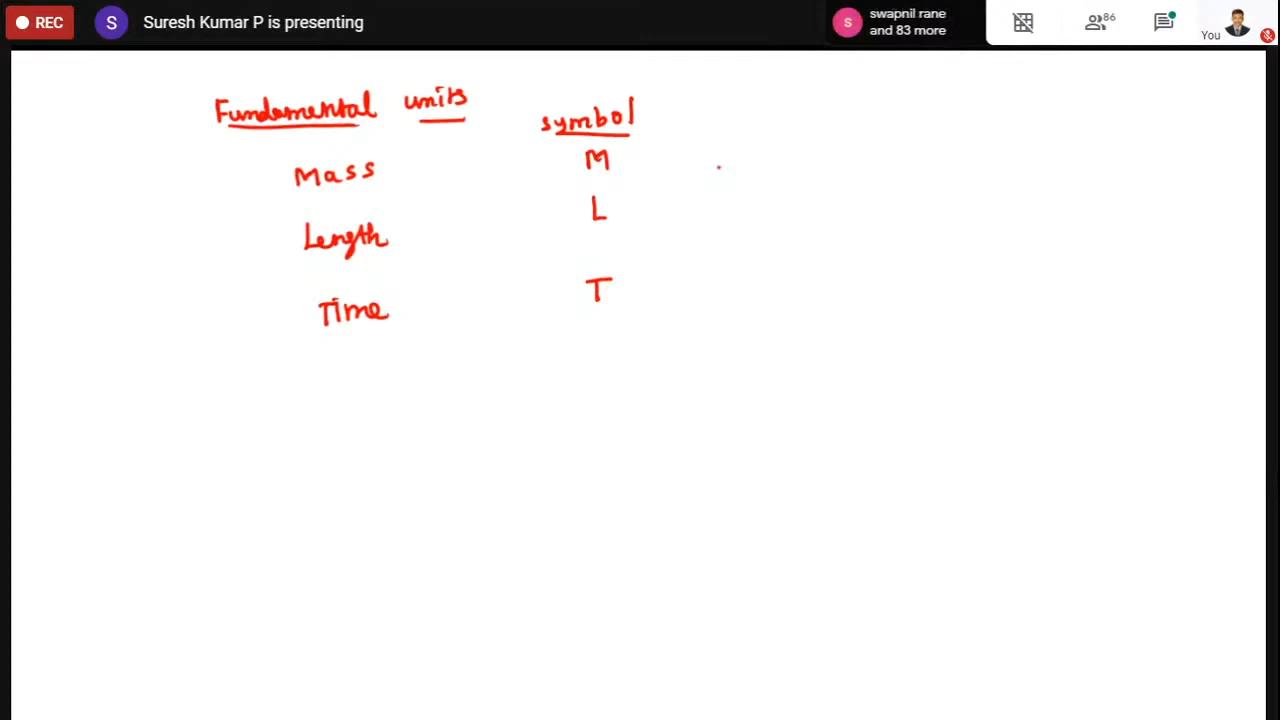 REC
S
Suresh Kumar P is presenting
s
swapnil rane
and 83 more
86
You
Fundamental units
symbol
Mass
M
Length
L
Time
T